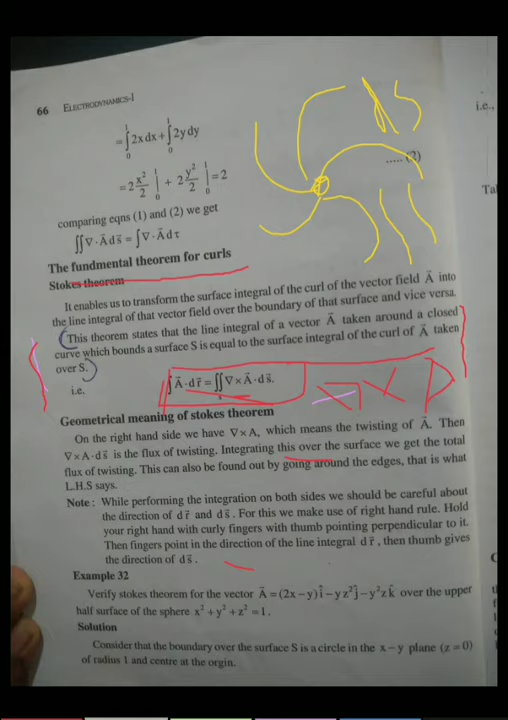 66 ELECTRODYNAMICS-I
i.e.,
= ∫₀¹ 2x dx + ∫₀¹ 2y dy
..... (2)
= 2 x²/2 |₀¹ + 2 y²/2 |₀¹ = 2
comparing eqns (1) and (2) we get
∬ ∇·A⃗ d s⃗ = ∫ ∇·A⃗ d τ
The fundmental theorem for curls
Stokes theorem
It enables us to transform the surface integral of the curl of the vector field A⃗ into
the line integral of that vector field over the boundary of that surface and vice versa.
This theorem states that the line integral of a vector A⃗ taken around a closed
curve which bounds a surface S is equal to the surface integral of the curl of A⃗ taken
over S.
i.e. ∫ A⃗·d r⃗ = ∬ ∇×A⃗·d s⃗.
Geometrical meaning of stokes theorem
On the right hand side we have ∇×A, which means the twisting of A⃗. Then
∇×A·d s⃗ is the flux of twisting. Integrating this over the surface we get the total
flux of twisting. This can also be found out by going around the edges, that is what
L.H.S says.
Note : While performing the integration on both sides we should be careful about
the direction of d r⃗ and d s⃗. For this we make use of right hand rule. Hold
your right hand with curly fingers with thumb pointing perpendicular to it.
Then fingers point in the direction of the line integral d r⃗, then thumb gives
the direction of d s⃗.
Example 32
Verify stokes theorem for the vector A⃗ = (2x − y)î − yz²ĵ − y²z k̂ over the upper
half surface of the sphere x² + y² + z² = 1.
Solution
Consider that the boundary over the surface S is a circle in the x − y plane (z = 0)
of radius 1 and centre at the orgin.